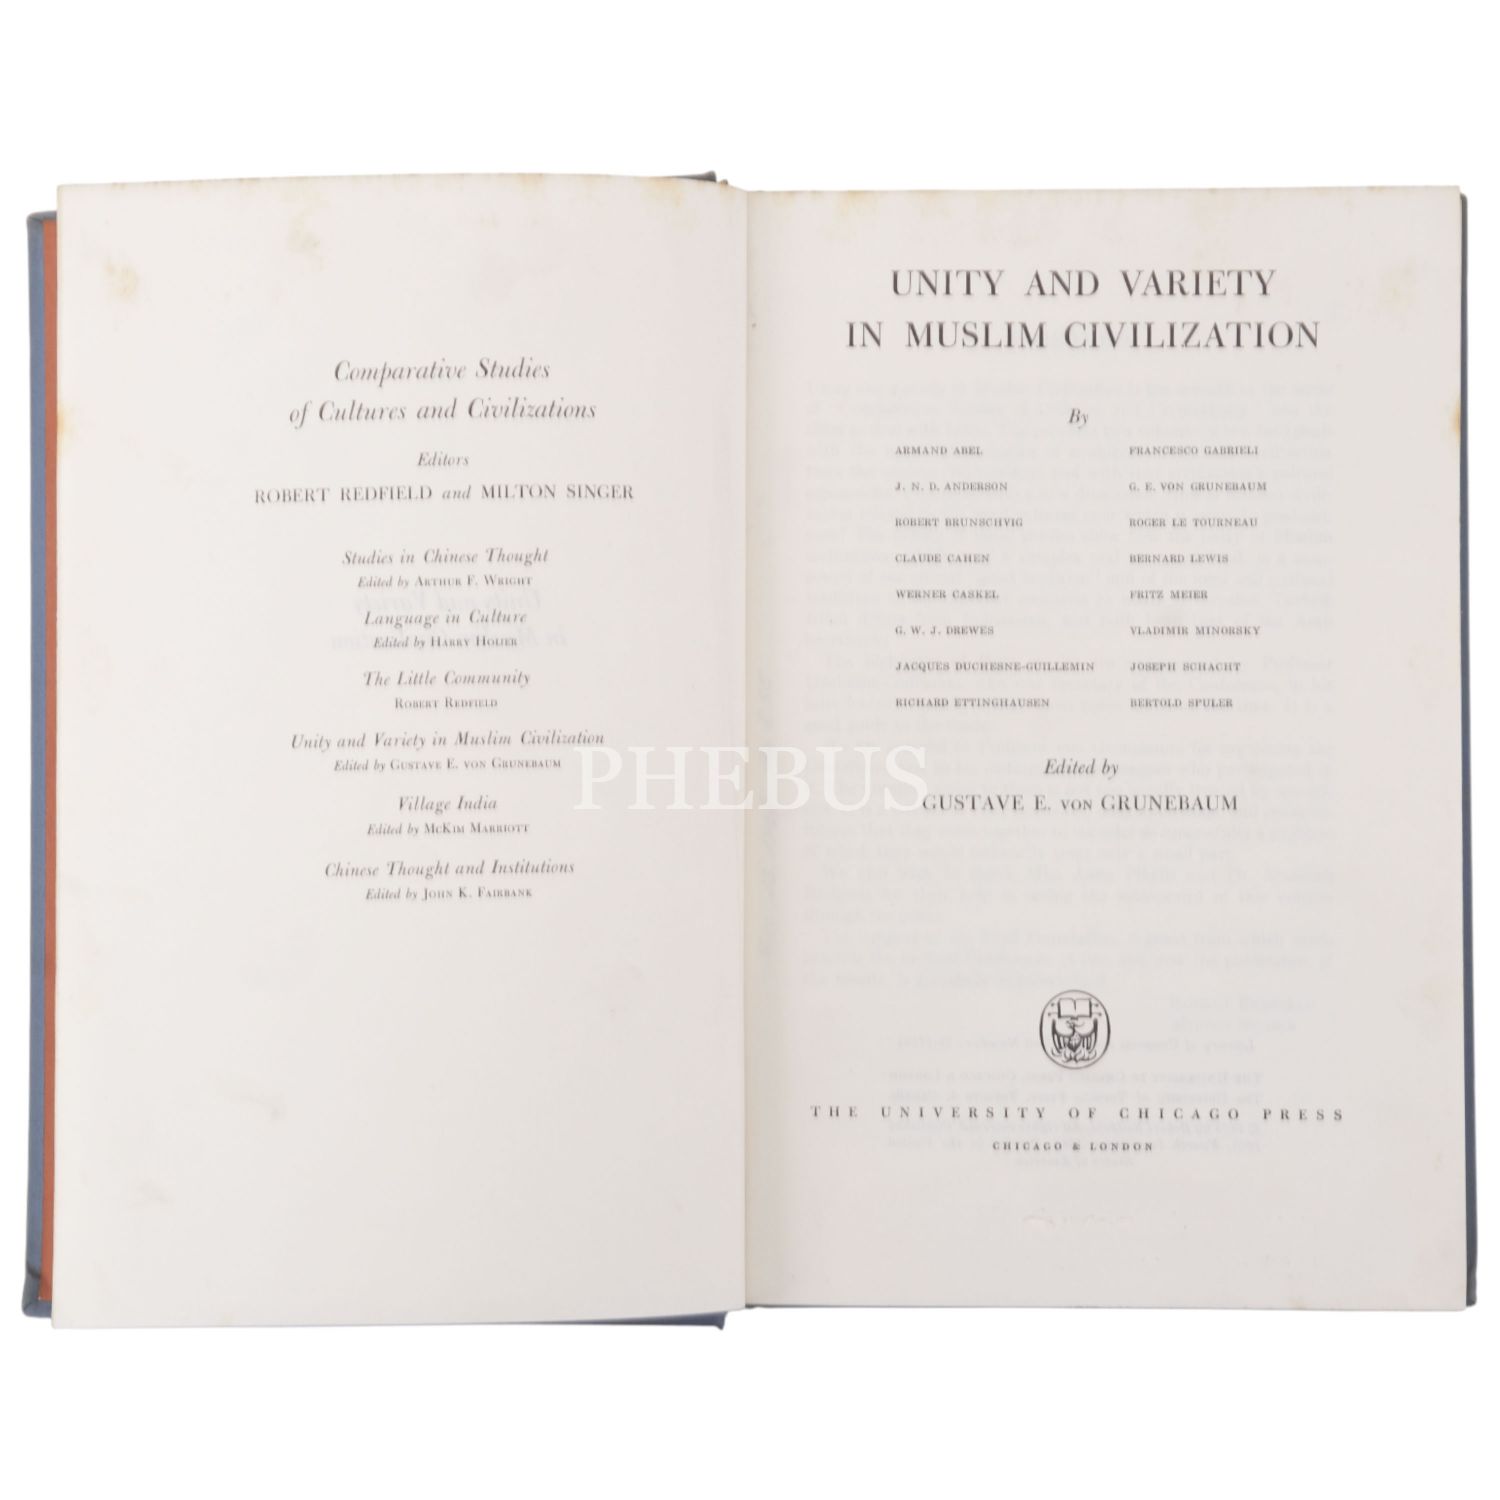 Comparative Studies
of Cultures and Civilizations
Editors
ROBERT REDFIELD and MILTON SINGER
Studies in Chinese Thought
Edited by ARTHUR F. WRIGHT
Language in Culture
Edited by HARRY HOIJER
The Little Community
ROBERT REDFIELD
Unity and Variety in Muslim Civilization
Edited by GUSTAVE E. VON GRUNEBAUM
Village India
Edited by MCKIM MARRIOTT
Chinese Thought and Institutions
Edited by JOHN K. FAIRBANK
PHEBUS
UNITY AND VARIETY
IN MUSLIM CIVILIZATION
By
ARMAND ABEL
J. N. D. ANDERSON
ROBERT BRUNSCHVIG
CLAUDE CAHEN
WERNER CASKEL
G. W. J. DREWES
JACQUES DUCHESNE-GUILLEMIN
RICHARD ETTINGHAUSEN
FRANCESCO GABRIELI
G. E. VON GRUNEBAUM
ROGER LE TOURNEAU
BERNARD LEWIS
FRITZ MEIER
VLADIMIR MINORSKY
JOSEPH SCHACHT
BERTOLD SPULER
Edited by
GUSTAVE E. VON GRUNEBAUM
THE UNIVERSITY OF CHICAGO PRESS
CHICAGO & LONDON